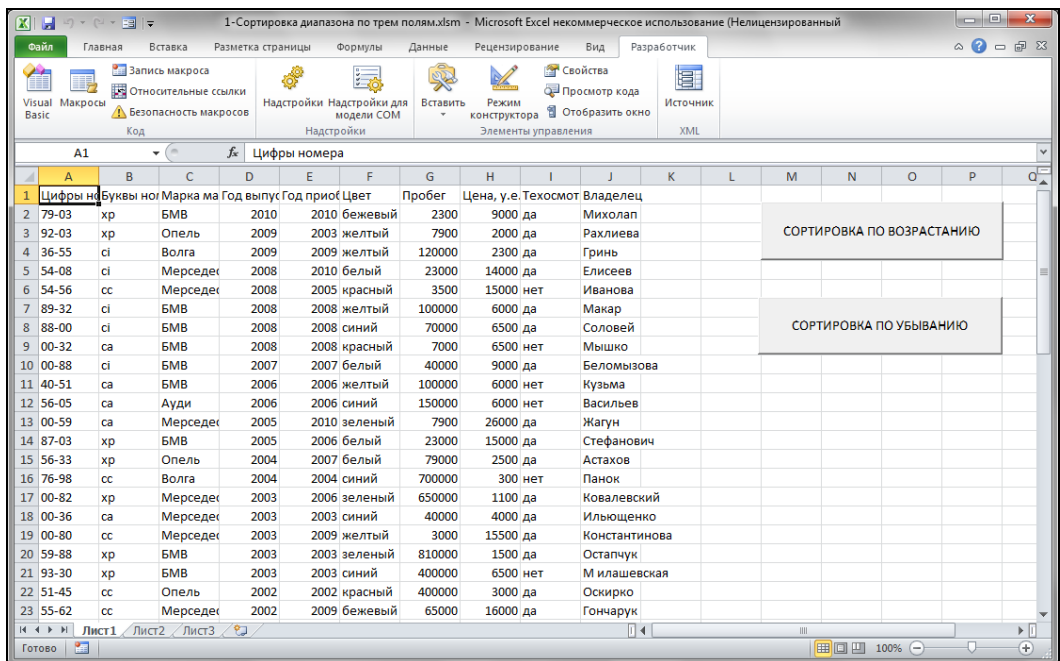 1-Сортировка диапазона по трем полям.xlsm - Microsoft Excel некоммерческое использование (Нелицензированный
Файл Главная Вставка Разметка страницы Формулы Данные Рецензирование Вид Разработчик
Visual Basic
Макросы
Запись макроса
Относительные ссылки
Безопасность макросов
Код
Надстройки
Надстройки для модели COM
Надстройки
Вставить
Режим конструктора
Свойства
Просмотр кода
Отобразить окно
Элементы управления
Источник
XML
A1 fx Цифры номера
A B C D E F G H I J K L M N O P Q
1 Цифры но Буквы ном Марка ма Год выпус Год приоб Цвет Пробег Цена, у.е. Техосмот Владелец
2 79-03 хр БМВ 2010 2010 бежевый 2300 9000 да Михолап
3 92-03 хр Опель 2009 2003 желтый 7900 2000 да Рахлиева
СОРТИРОВКА ПО ВОЗРАСТАНИЮ
4 36-55 ci Волга 2009 2009 желтый 120000 2300 да Гринь
5 54-08 ci Мерседес 2008 2010 белый 23000 14000 да Елисеев
6 54-56 сс Мерседес 2008 2005 красный 3500 15000 нет Иванова
7 89-32 ci БМВ 2008 2008 желтый 100000 6000 да Макар
8 88-00 ci БМВ 2008 2008 синий 70000 6500 да Соловей
СОРТИРОВКА ПО УБЫВАНИЮ
9 00-32 са БМВ 2008 2008 красный 7000 6500 нет Мышко
10 00-88 ci БМВ 2007 2007 белый 40000 9000 да Беломызова
11 40-51 са БМВ 2006 2006 желтый 100000 6000 нет Кузьма
12 56-05 са Ауди 2006 2006 синий 150000 6000 нет Васильев
13 00-59 са Мерседес 2005 2010 зеленый 7900 26000 да Жагун
14 87-03 хр БМВ 2005 2006 белый 23000 15000 да Стефанович
15 56-33 хр Опель 2004 2007 белый 79000 2500 да Астахов
16 76-98 сс Волга 2004 2004 синий 700000 300 нет Панок
17 00-82 хр Мерседес 2003 2006 зеленый 650000 1100 да Ковалевский
18 00-36 са Мерседес 2003 2003 синий 40000 4000 да Ильющенко
19 00-80 сс Мерседес 2003 2009 желтый 3000 15500 да Константинова
20 59-88 хр БМВ 2003 2003 зеленый 810000 1500 да Остапчук
21 93-30 хр БМВ 2003 2003 синий 400000 6500 нет М илашевская
22 51-45 сс Опель 2002 2002 красный 400000 3000 да Оскирко
23 55-62 сс Мерседес 2002 2009 бежевый 65000 16000 да Гончарук
Лист1 Лист2 Лист3
Готово 100%